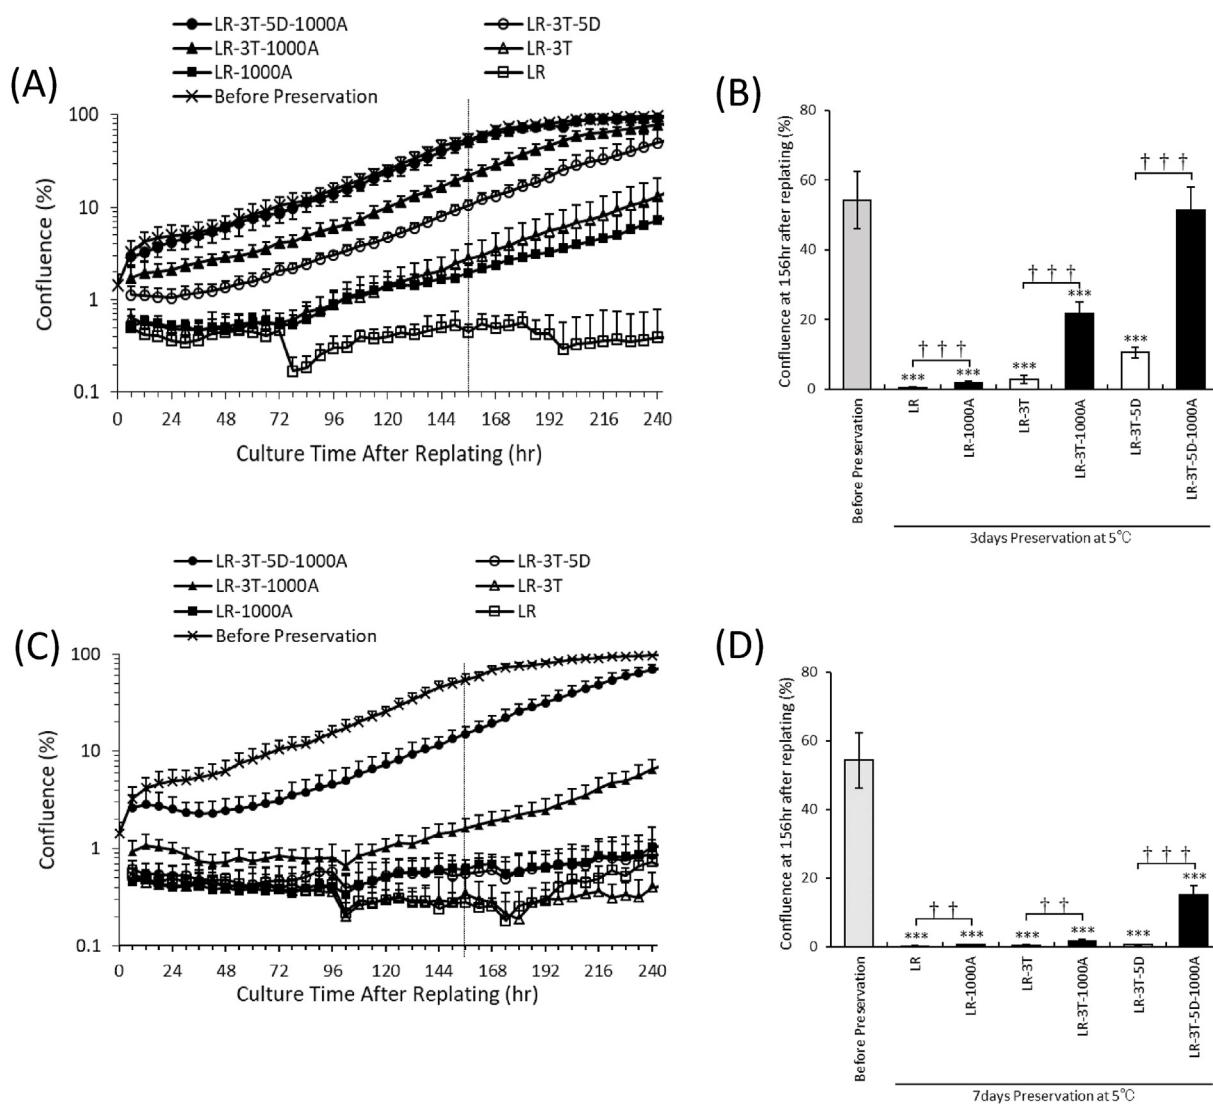 (A)
LR-3T-5D-1000A LR-3T-5D
LR-3T-1000A LR-3T
LR-1000A LR
Before Preservation
100
10
1
0.1
Confluence (%)
0 24 48 72 96 120 144 168 192 216 240
Culture Time After Replating (hr)
(B)
80
60
40
20
0
Confluence at 156hr after replating (%)
†††
†††
†††
***
***
***
***
***
Before Preservation
LR
LR-1000A
LR-3T
LR-3T-1000A
LR-3T-5D
LR-3T-5D-1000A
3days Preservation at 5℃
(C)
LR-3T-5D-1000A LR-3T-5D
LR-3T-1000A LR-3T
LR-1000A LR
Before Preservation
100
10
1
0.1
Confluence (%)
0 24 48 72 96 120 144 168 192 216 240
Culture Time After Replating (hr)
(D)
80
60
40
20
0
Confluence at 156hr after replating (%)
††
††
†††
***
***
***
***
***
***
Before Preservation
LR
LR-1000A
LR-3T
LR-3T-1000A
LR-3T-5D
LR-3T-5D-1000A
7days Preservation at 5℃